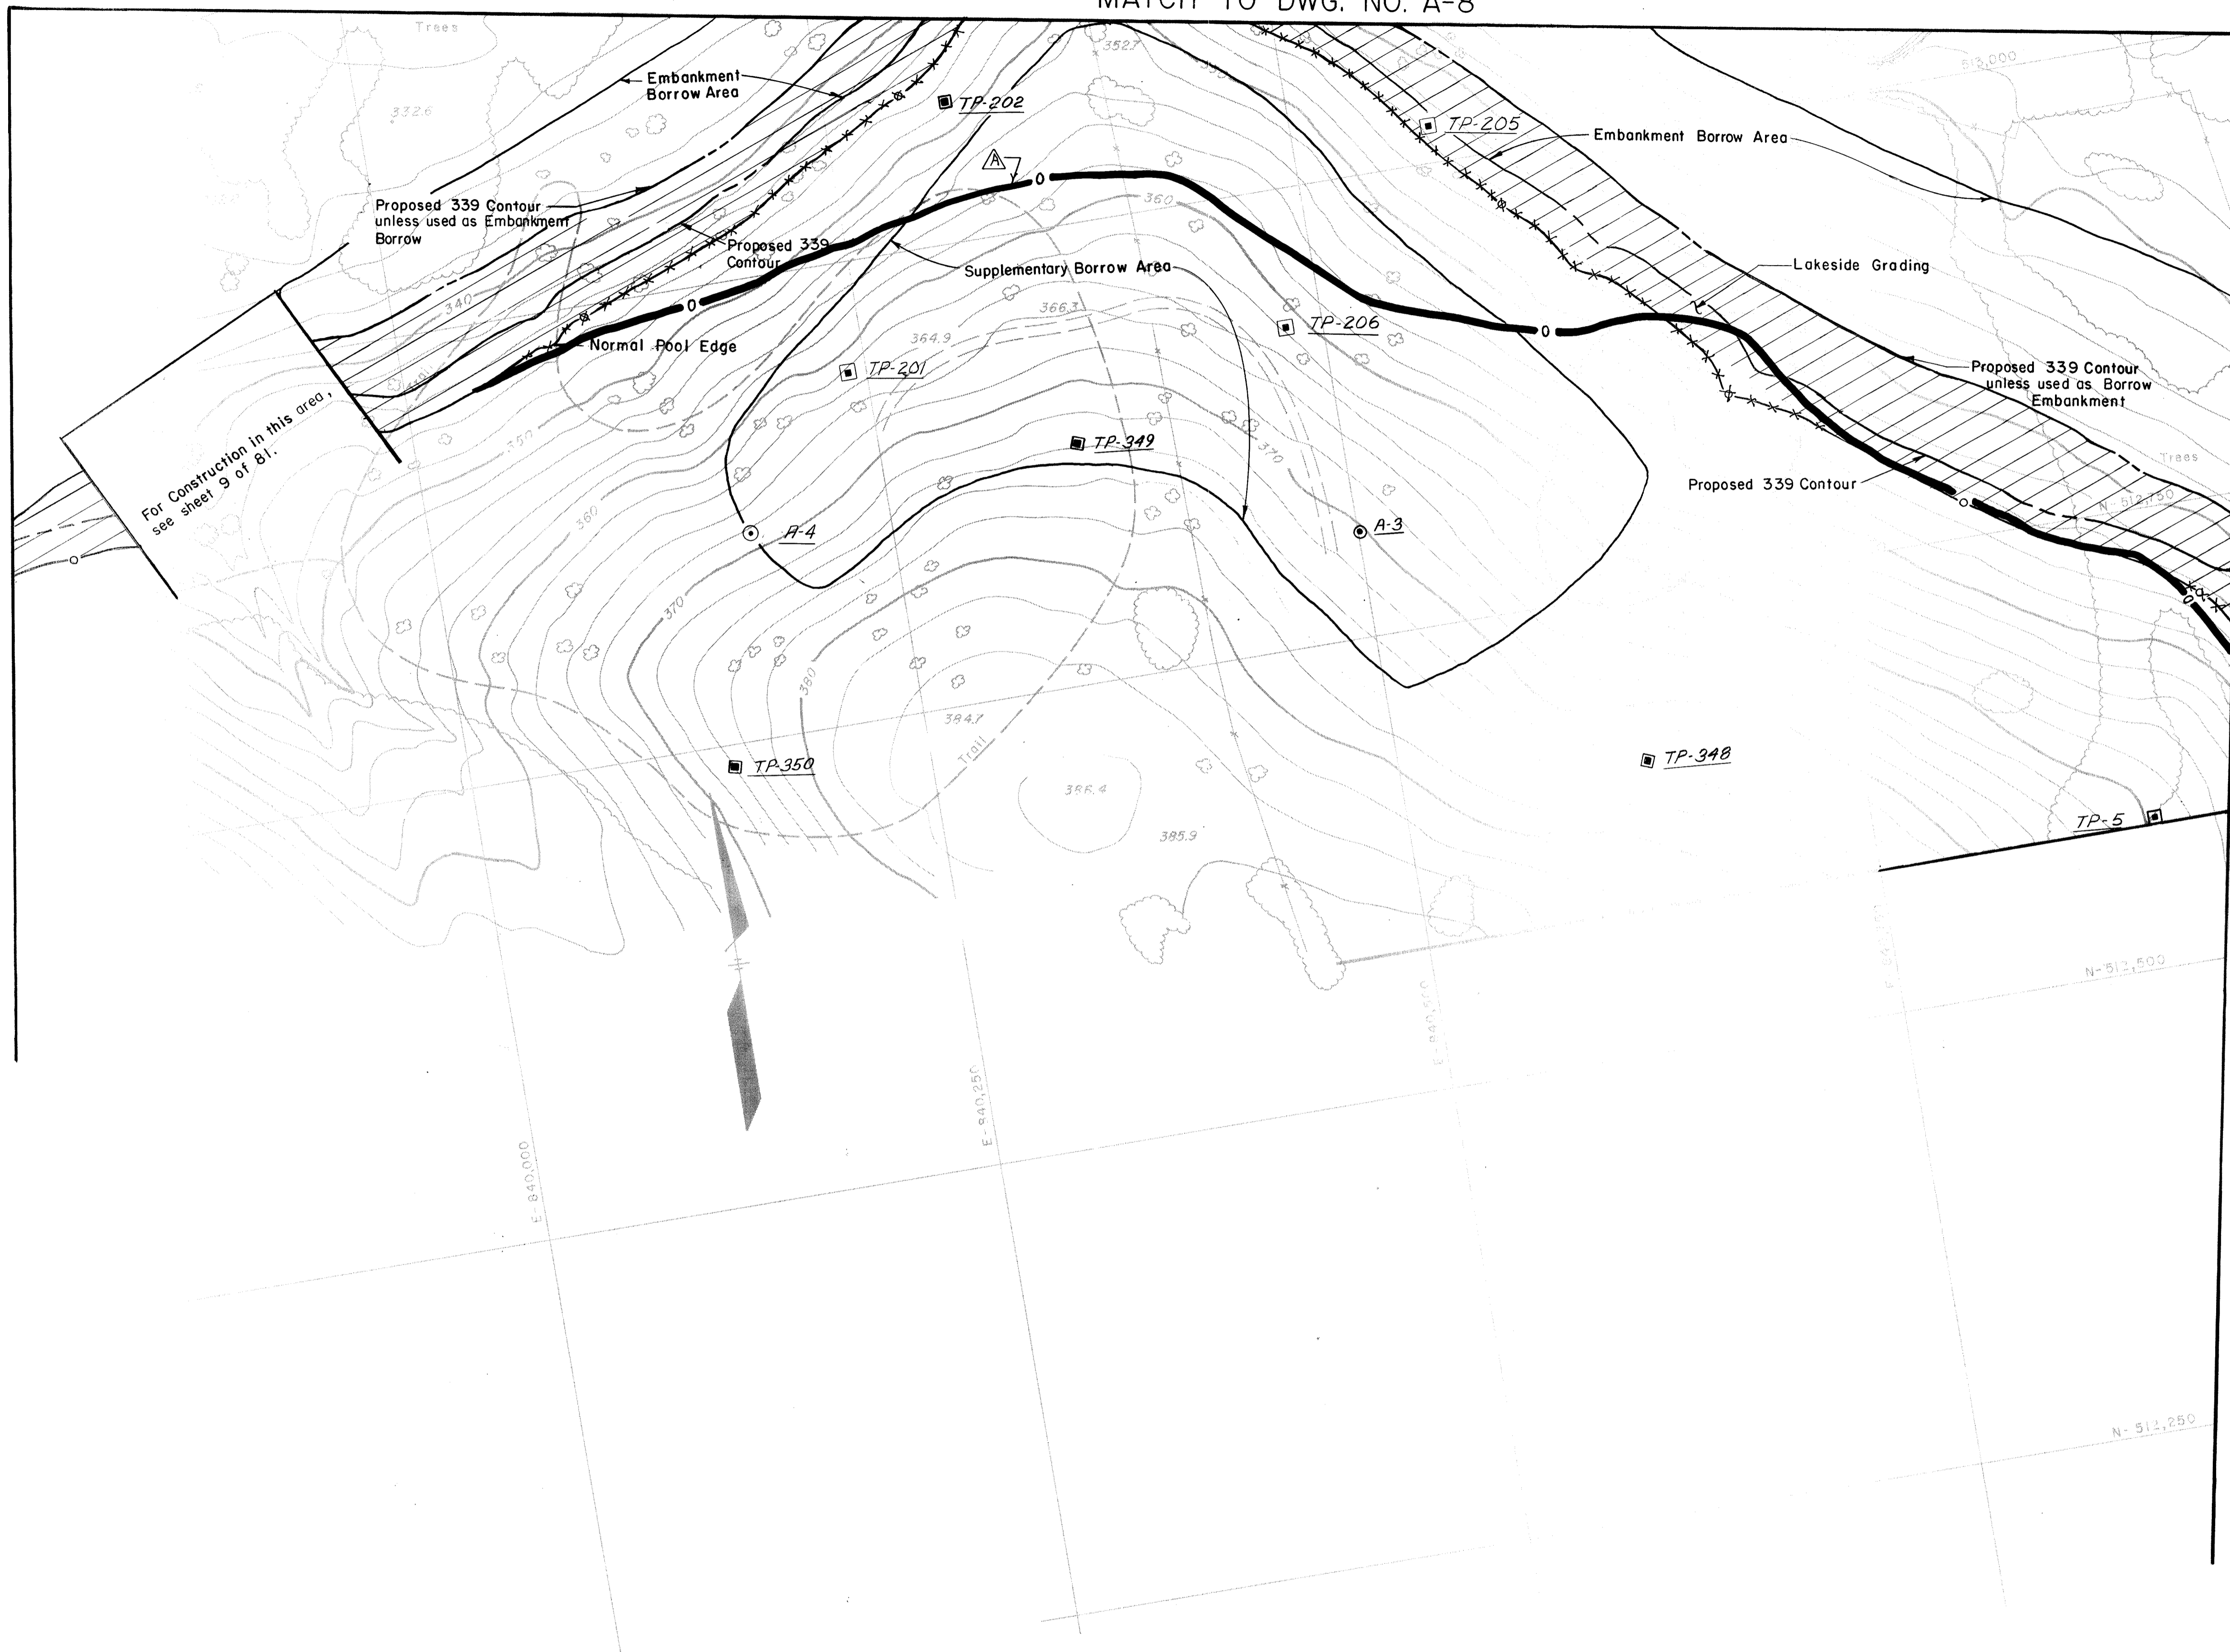 MATCH TO DWG. NO. A-8
Trees
352.7
513,000
Embankment
Borrow Area
332.6
TP-202
TP-205
Embankment Borrow Area
A
Proposed 339 Contour
unless used as Embankment
Borrow
Proposed 339
Contour
360
Supplementary Borrow Area
Lakeside Grading
340
366.3
364.9
TP-206
Normal Pool Edge
TP-201
Proposed 339 Contour
unless used as Borrow
Embankment
For Construction in this area,
see sheet 9 of 81.
350
TP-349
370
Trees
Proposed 339 Contour
N-512,750
360
A-4
A-3
370
380
384.7
Trail
TP-350
TP-348
386.4
385.9
TP-5
N-512,500
E-840,500
E-840,250
E-840,000
N-512,250